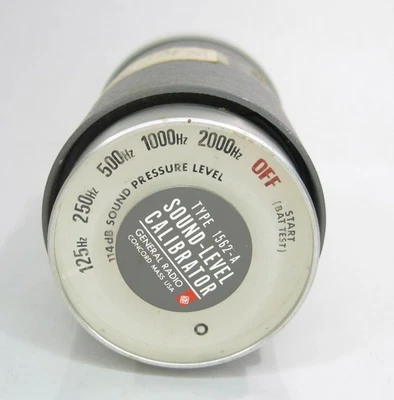 125Hz 250Hz 500Hz 1000Hz 2000Hz OFF START
(BAT TEST)
114dB SOUND PRESSURE LEVEL
TYPE 1562-A
SOUND-LEVEL
CALIBRATOR
GENERAL RADIO
CONCORD MASS USA